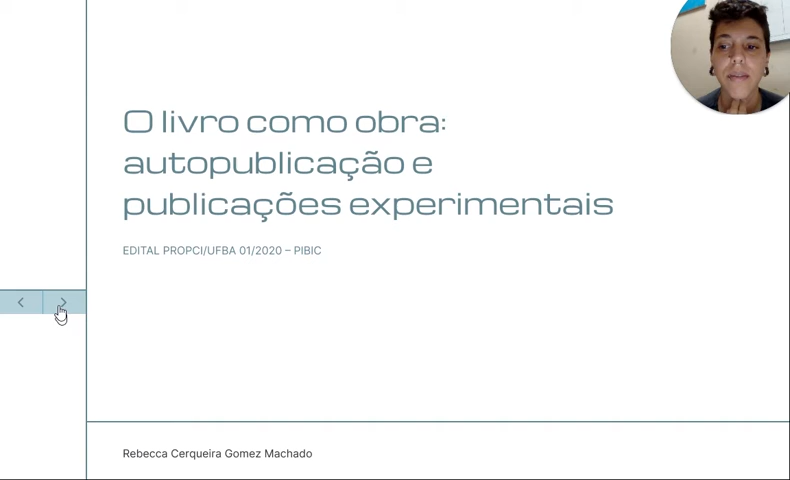 O livro como obra:
autopublicação e
publicações experimentais
EDITAL PROPCI/UFBA 01/2020 – PIBIC
Rebecca Cerqueira Gomez Machado